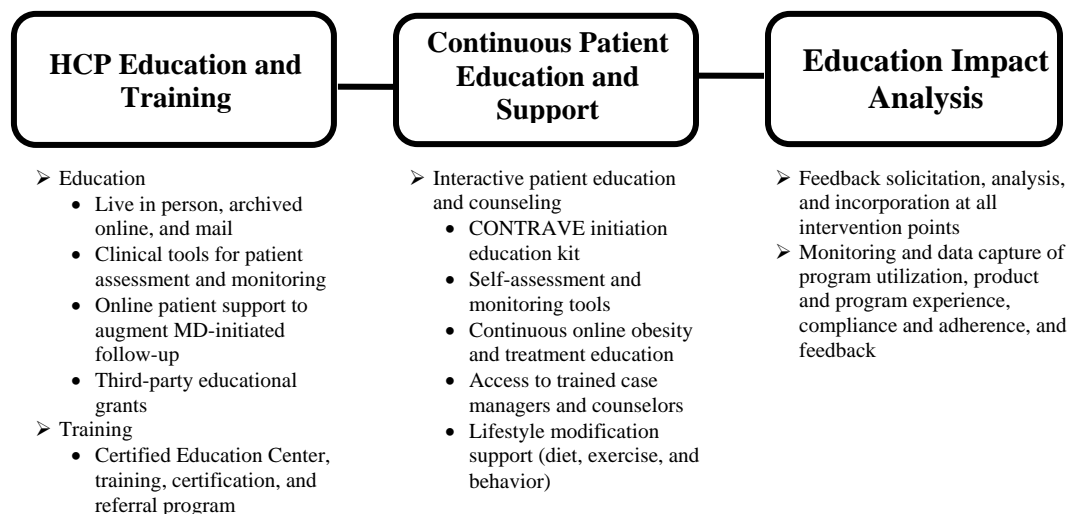 HCP Education and
Training
➢ Education
• Live in person, archived
online, and mail
• Clinical tools for patient
assessment and monitoring
• Online patient support to
augment MD-initiated
follow-up
• Third-party educational
grants
➢ Training
• Certified Education Center,
training, certification, and
referral program
Continuous Patient
Education and
Support
➢ Interactive patient education
and counseling
• CONTRAVE initiation
education kit
• Self-assessment and
monitoring tools
• Continuous online obesity
and treatment education
• Access to trained case
managers and counselors
• Lifestyle modification
support (diet, exercise, and
behavior)
Education Impact
Analysis
➢ Feedback solicitation, analysis,
and incorporation at all
intervention points
➢ Monitoring and data capture of
program utilization, product
and program experience,
compliance and adherence, and
feedback